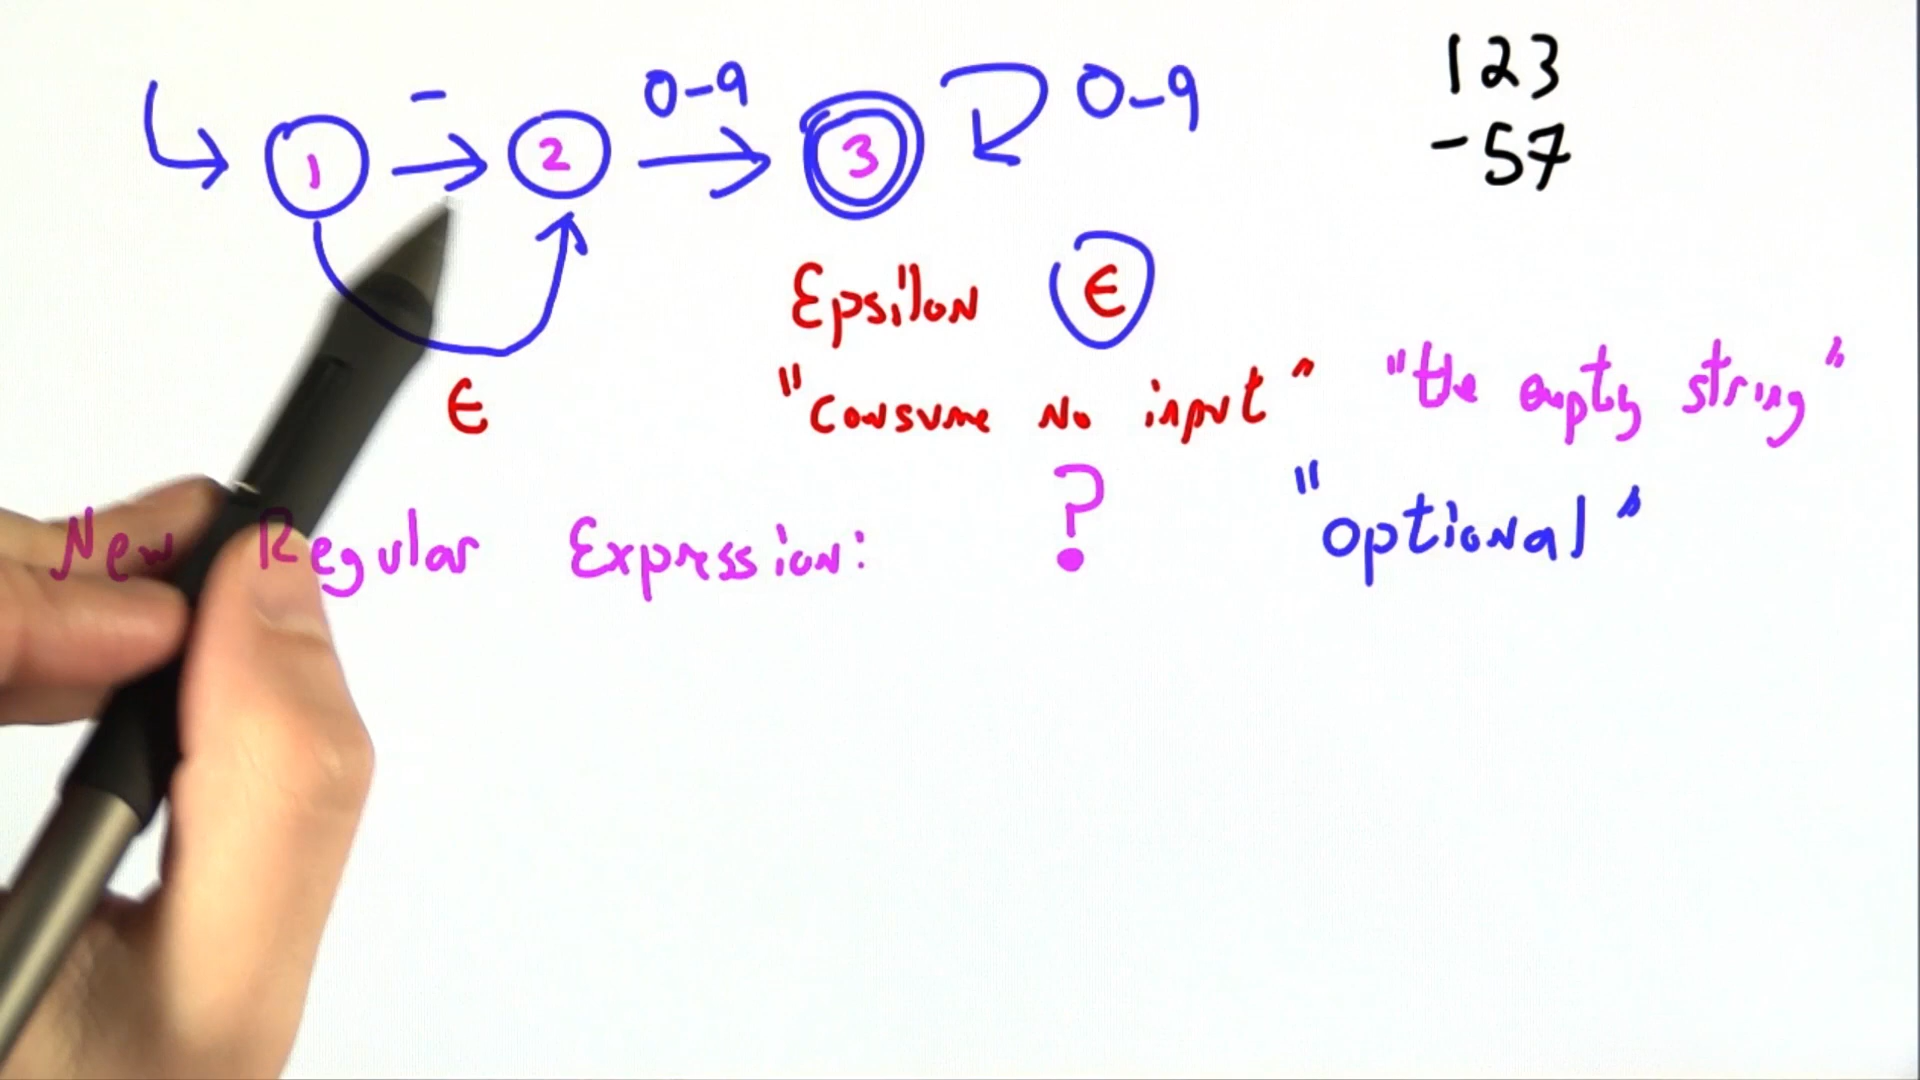 - 0-9 0-9 123
1 2 3 -57
Epsilon ϵ
ϵ "consume no input" "the empty string"
New Regular Expression: ? "optional"